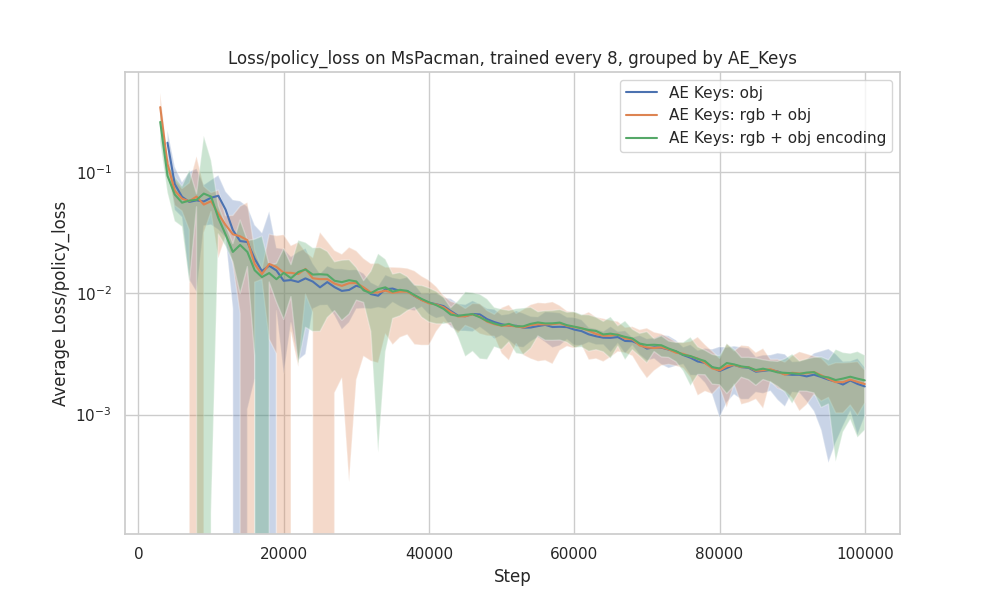 Loss/policy_loss on MsPacman, trained every 8, grouped by AE_Keys
AE Keys: obj
AE Keys: rgb + obj
AE Keys: rgb + obj encoding
Average Loss/policy_loss
10⁻¹
10⁻²
10⁻³
0 20000 40000 60000 80000 100000
Step